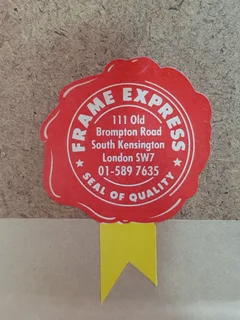 FRAME EXPRESS
111 Old
Brompton Road
South Kensington
London SW7
01-589 7635
SEAL OF QUALITY